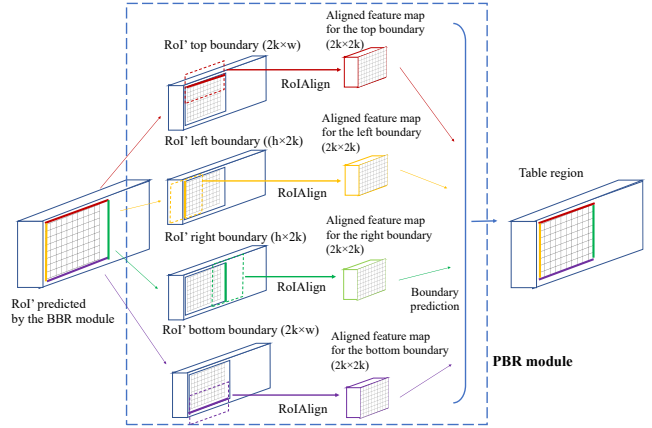 Aligned feature map
for the top boundary
(2k×2k)
RoI’ top boundary (2k×w)
RoIAlign
RoI’ left boundary ((h×2k)
Aligned feature map
for the left boundary
(2k×2k)
RoIAlign
Table region
RoI’ right boundary (h×2k)
Aligned feature map
for the right boundary
(2k×2k)
RoIAlign
Boundary
prediction
RoI’ predicted
by the BBR module
RoI’ bottom boundary (2k×w)
Aligned feature map
for the bottom boundary
(2k×2k)
RoIAlign
PBR module